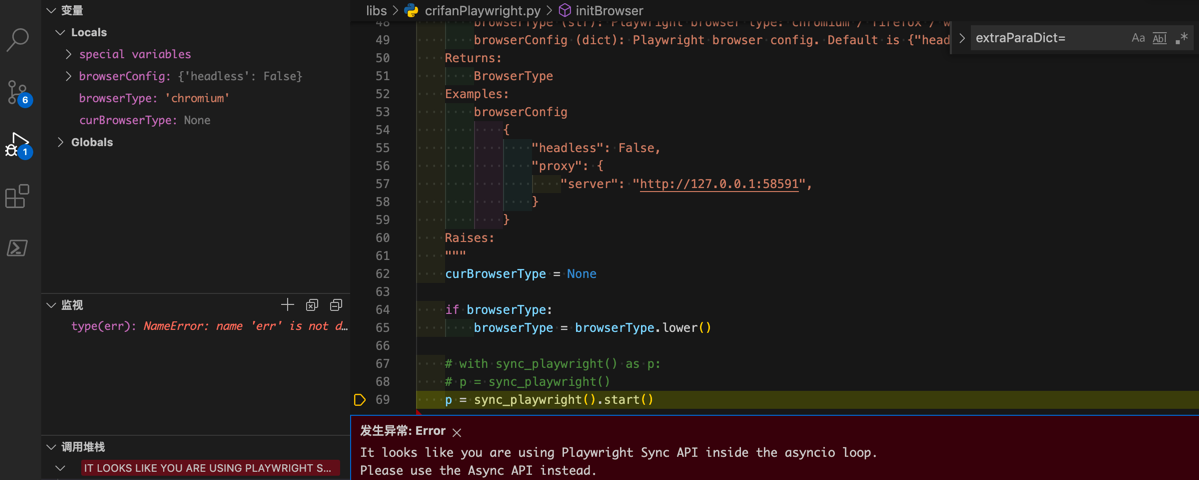 变量
Locals
special variables
browserConfig: {'headless': False}
browserType: 'chromium'
curBrowserType: None
Globals
监视
type(err): NameError: name 'err' is not d…
调用堆栈
IT LOOKS LIKE YOU ARE USING PLAYWRIGHT S…
6
1
libs > crifanPlaywright.py > initBrowser
extraParaDict=
Aa
Ab
48 browserType (str): Playwright browser type: chromium / firefox / w
49 browserConfig (dict): Playwright browser config. Default is {"head
50 Returns:
51 BrowserType
52 Examples:
53 browserConfig
54 {
55 "headless": False,
56 "proxy": {
57 "server": "http://127.0.0.1:58591",
58 }
59 }
60 Raises:
61 """
62 curBrowserType = None
63
64 if browserType:
65 browserType = browserType.lower()
66
67 # with sync_playwright() as p:
68 # p = sync_playwright()
69 p = sync_playwright().start()
发生异常: Error
It looks like you are using Playwright Sync API inside the asyncio loop.
Please use the Async API instead.